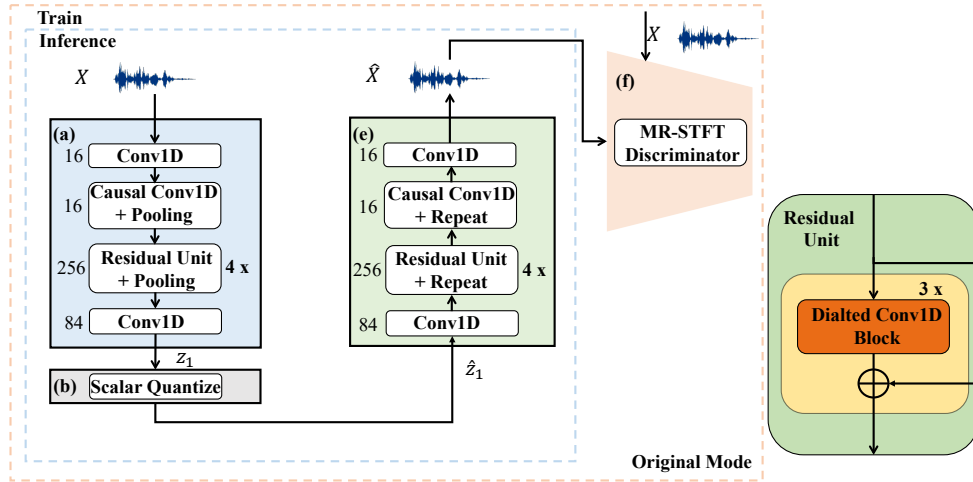 Train
Inference
X
X̂
X
(a)
16
Conv1D
16
Causal Conv1D
+ Pooling
256
Residual Unit
+ Pooling
4 x
84
Conv1D
z₁
(b)
Scalar Quantize
(e)
16
Conv1D
16
Causal Conv1D
+ Repeat
256
Residual Unit
+ Repeat
4 x
84
Conv1D
ẑ₁
(f)
MR-STFT
Discriminator
Original Mode
Residual
Unit
3 x
Dialted Conv1D
Block